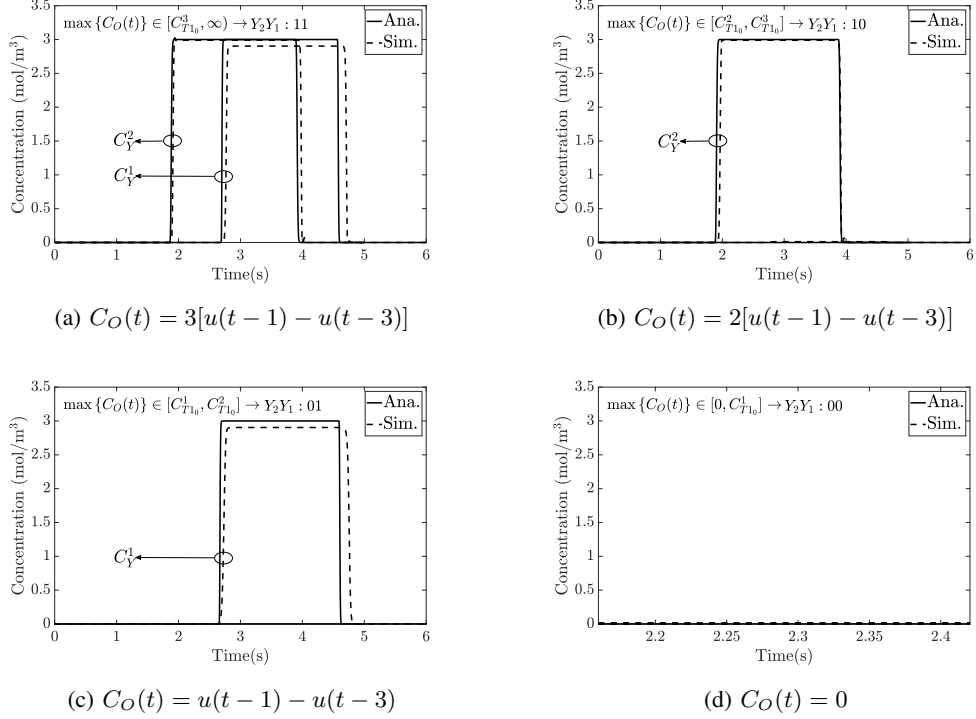 max {C_O(t)} ∈ [C^3_{T1_0}, ∞) → Y_2Y_1 : 11
Ana.
Sim.
3.5
3
2.5
2
1.5
1
0.5
0
Concentration (mol/m³)
C^2_Y
C^1_Y
0 1 2 3 4 5 6
Time(s)
(a) C_O(t) = 3[u(t − 1) − u(t − 3)]
max {C_O(t)} ∈ [C^2_{T1_0}, C^3_{T1_0}] → Y_2Y_1 : 10
Ana.
Sim.
3.5
3
2.5
2
1.5
1
0.5
0
Concentration (mol/m³)
C^2_Y
0 1 2 3 4 5 6
Time(s)
(b) C_O(t) = 2[u(t − 1) − u(t − 3)]
max {C_O(t)} ∈ [C^1_{T1_0}, C^2_{T1_0}] → Y_2Y_1 : 01
Ana.
Sim.
3.5
3
2.5
2
1.5
1
0.5
0
Concentration (mol/m³)
C^1_Y
0 1 2 3 4 5 6
Time(s)
(c) C_O(t) = u(t − 1) − u(t − 3)
max {C_O(t)} ∈ [0, C^1_{T1_0}] → Y_2Y_1 : 00
Ana.
Sim.
3.5
3
2.5
2
1.5
1
0.5
0
Concentration (mol/m³)
2.2 2.25 2.3 2.35 2.4
Time(s)
(d) C_O(t) = 0